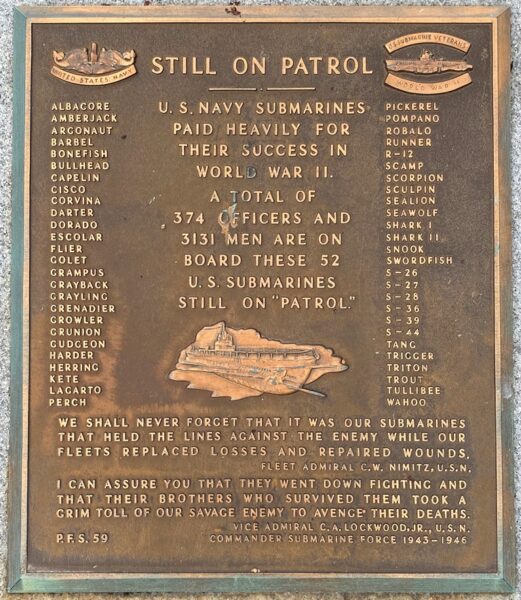 UNITED STATES NAVY
STILL ON PATROL
U.S. SUBMARINE VETERANS
WORLD WAR II
ALBACORE
AMBERJACK
ARGONAUT
BARBEL
BONEFISH
BULLHEAD
CAPELIN
CISCO
CORVINA
DARTER
DORADO
ESCOLAR
FLIER
GOLET
GRAMPUS
GRAYBACK
GRAYLING
GRENADIER
GROWLER
GRUNION
GUDGEON
HARDER
HERRING
KETE
LAGARTO
PERCH
U.S. NAVY SUBMARINES
PAID HEAVILY FOR
THEIR SUCCESS IN
WORLD WAR II.
A TOTAL OF
374 OFFICERS AND
3131 MEN ARE ON
BOARD THESE 52
U.S. SUBMARINES
STILL ON "PATROL."
PICKEREL
POMPANO
ROBALO
RUNNER
R-12
SCAMP
SCORPION
SCULPIN
SEALION
SEAWOLF
SHARK I
SHARK II
SNOOK
SWORDFISH
S-26
S-27
S-28
S-36
S-39
S-44
TANG
TRIGGER
TRITON
TROUT
TULLIBEE
WAHOO
WE SHALL NEVER FORGET THAT IT WAS OUR SUBMARINES
THAT HELD THE LINES AGAINST THE ENEMY WHILE OUR
FLEETS REPLACED LOSSES AND REPAIRED WOUNDS.
FLEET ADMIRAL C.W. NIMITZ, U.S.N.
I CAN ASSURE YOU THAT THEY WENT DOWN FIGHTING AND
THAT THEIR BROTHERS WHO SURVIVED THEM TOOK A
GRIM TOLL OF OUR SAVAGE ENEMY TO AVENGE THEIR DEATHS.
VICE ADMIRAL C.A. LOCKWOOD, JR., U.S.N.
P.F.S. 59 COMMANDER SUBMARINE FORCE 1943-1946